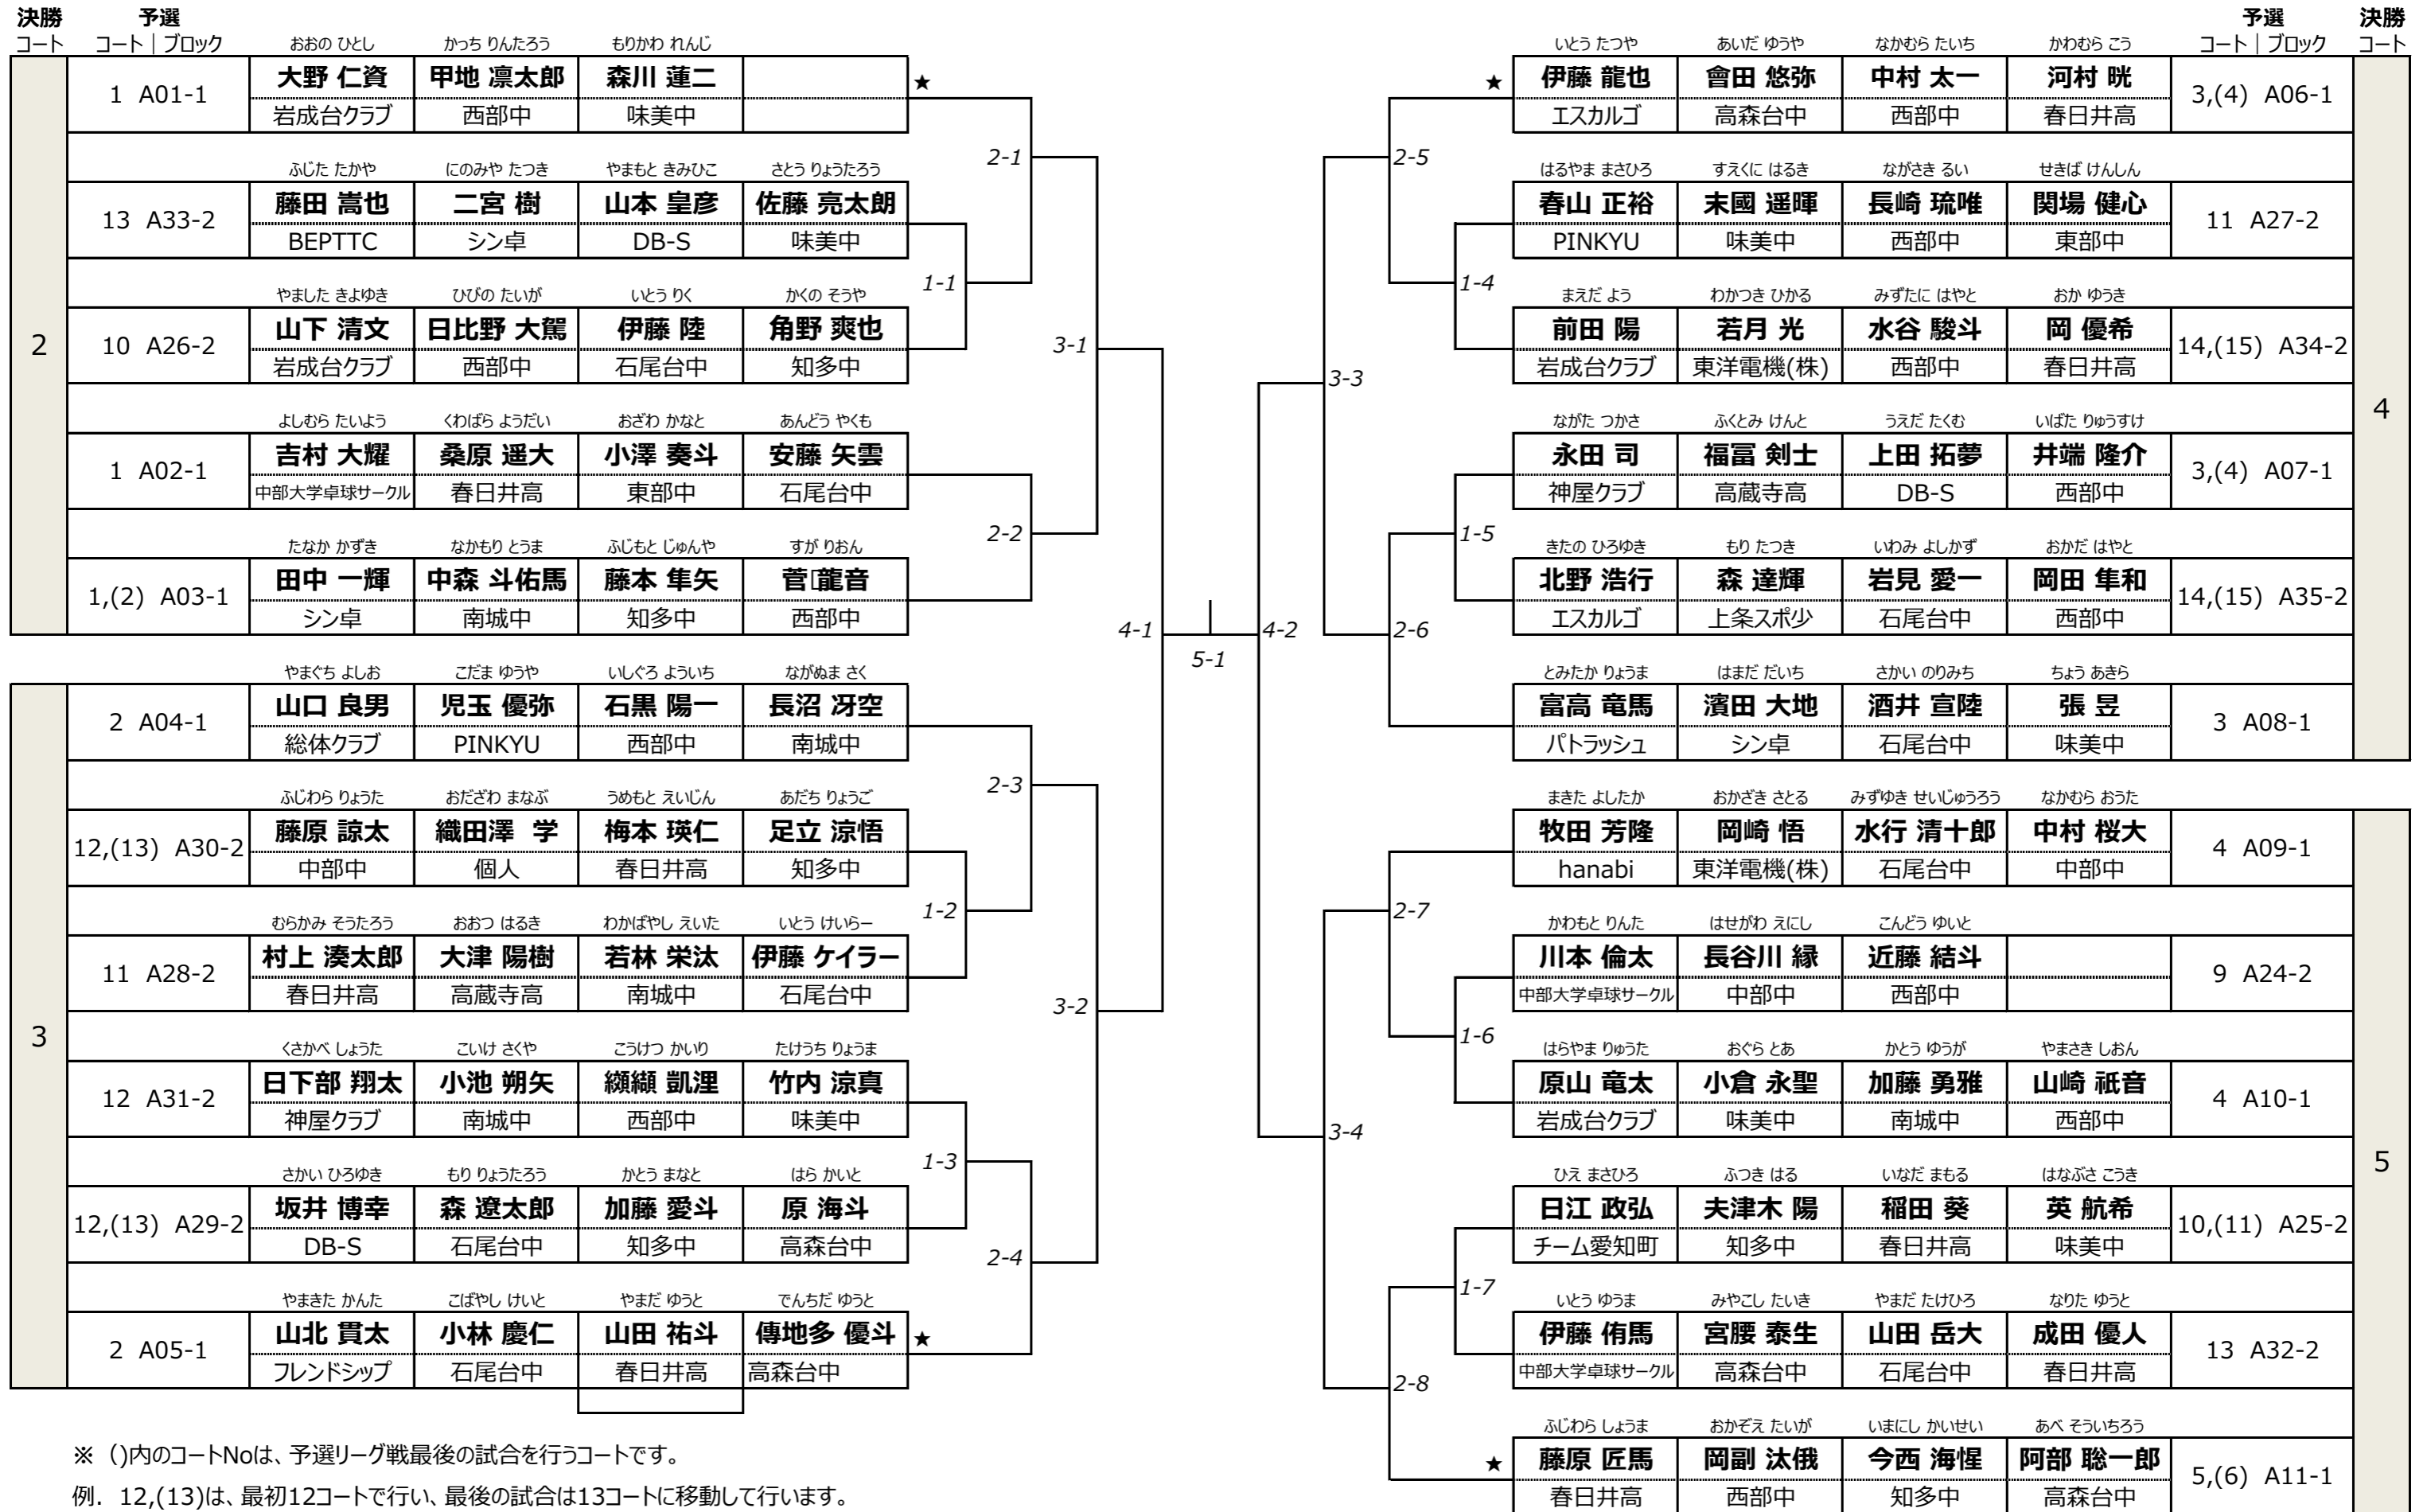 決勝 予選
コート コート｜ブロック おおの ひとし かっち りんたろう もりかわ れんじ
2
1 A01-1 大野 仁資 甲地 凛太郎 森川 蓮二 ★
岩成台クラブ 西部中 味美中
ふじた たかや にのみや たつき やまもと きみひこ さとう りょうたろう
13 A33-2 藤田 嵩也 二宮 樹 山本 皇彦 佐藤 亮太朗
BEPTTC シン卓 DB-S 味美中
やました きよゆき ひびの たいが いとう りく かくの そうや
10 A26-2 山下 清文 日比野 大駕 伊藤 陸 角野 爽也
岩成台クラブ 西部中 石尾台中 知多中
よしむら たいよう くわばら ようだい おざわ かなと あんどう やくも
1 A02-1 吉村 大耀 桑原 遥大 小澤 奏斗 安藤 矢雲
中部大学卓球サークル 春日井高 東部中 石尾台中
たなか かずき なかもり とうま ふじもと じゅんや すが りおん
1,(2) A03-1 田中 一輝 中森 斗佑馬 藤本 隼矢 菅 龍音
シン卓 南城中 知多中 西部中
3
やまぐち よしお こだま ゆうや いしぐろ よういち ながぬま さく
2 A04-1 山口 良男 児玉 優弥 石黒 陽一 長沼 冴空
総体クラブ PINKYU 西部中 南城中
ふじわら りょうた おだざわ まなぶ うめもと えいじん あだち りょうご
12,(13) A30-2 藤原 諒太 織田澤 学 梅本 瑛仁 足立 涼悟
中部中 個人 春日井高 知多中
むらかみ そうたろう おおつ はるき わかばやし えいた いとう けいらー
11 A28-2 村上 湊太郎 大津 陽樹 若林 栄汰 伊藤 ケイラー
春日井高 高蔵寺高 南城中 石尾台中
くさかべ しょうた こいけ さくや こうけつ かいり たけうち りょうま
12 A31-2 日下部 翔太 小池 朔矢 纐纈 凱浬 竹内 涼真
神屋クラブ 南城中 西部中 味美中
さかい ひろゆき もり りょうたろう かとう まなと はら かいと
12,(13) A29-2 坂井 博幸 森 遼太郎 加藤 愛斗 原 海斗
DB-S 石尾台中 知多中 高森台中
やまきた かんた こばやし けいと やまだ ゆうと でんちだ ゆうと
2 A05-1 山北 貫太 小林 慶仁 山田 祐斗 傳地多 優斗 ★
フレンドシップ 石尾台中 春日井高 高森台中
2-1
1-1
3-1
2-2
4-1
2-3
1-2
3-2
1-3
2-4
5-1
4-2
3-3
2-5
1-4
1-5
2-6
2-7
1-6
3-4
1-7
2-8
予選 決勝
いとう たつや あいだ ゆうや なかむら たいち かわむら こう コート｜ブロック コート
★ 伊藤 龍也 會田 悠弥 中村 太一 河村 晄 3,(4) A06-1
エスカルゴ 高森台中 西部中 春日井高
4
はるやま まさひろ すえくに はるき ながさき るい せきば けんしん
春山 正裕 末國 遥暉 長崎 琉唯 関場 健心 11 A27-2
PINKYU 味美中 西部中 東部中
まえだ よう わかつき ひかる みずたに はやと おか ゆうき
前田 陽 若月 光 水谷 駿斗 岡 優希 14,(15) A34-2
岩成台クラブ 東洋電機(株) 西部中 春日井高
ながた つかさ ふくとみ けんと うえだ たくむ いばた りゅうすけ
永田 司 福冨 剣士 上田 拓夢 井端 隆介 3,(4) A07-1
神屋クラブ 高蔵寺高 DB-S 西部中
きたの ひろゆき もり たつき いわみ よしかず おかだ はやと
北野 浩行 森 達輝 岩見 愛一 岡田 隼和 14,(15) A35-2
エスカルゴ 上条スポ少 石尾台中 西部中
とみたか りょうま はまだ だいち さかい のりみち ちょう あきら
富高 竜馬 濱田 大地 酒井 宣陸 張 昱 3 A08-1
パトラッシュ シン卓 石尾台中 味美中
5
まきた よしたか おかざき さとる みずゆき せいじゅうろう なかむら おうた
牧田 芳隆 岡崎 悟 水行 清十郎 中村 桜大 4 A09-1
hanabi 東洋電機(株) 石尾台中 中部中
かわもと りんた はせがわ えにし こんどう ゆいと
川本 倫太 長谷川 縁 近藤 結斗 9 A24-2
中部大学卓球サークル 中部中 西部中
はらやま りゅうた おぐら とあ かとう ゆうが やまさき しおん
原山 竜太 小倉 永聖 加藤 勇雅 山崎 祇音 4 A10-1
岩成台クラブ 味美中 南城中 西部中
ひえ まさひろ ふつき はる いなだ まもる はなぶさ こうき
日江 政弘 夫津木 陽 稲田 葵 英 航希 10,(11) A25-2
チーム愛知町 知多中 春日井高 味美中
いとう ゆうま みやこし たいき やまだ たけひろ なりた ゆうと
伊藤 侑馬 宮腰 泰生 山田 岳大 成田 優人 13 A32-2
中部大学卓球サークル 高森台中 石尾台中 春日井高
ふじわら しょうま おかぞえ たいが いまにし かいせい あべ そういちろう
★ 藤原 匠馬 岡副 汰俄 今西 海惺 阿部 聡一郎 5,(6) A11-1
春日井高 西部中 知多中 高森台中
※ ()内のコートNoは、予選リーグ戦最後の試合を行うコートです。
例. 12,(13)は、最初12コートで行い、最後の試合は13コートに移動して行います。